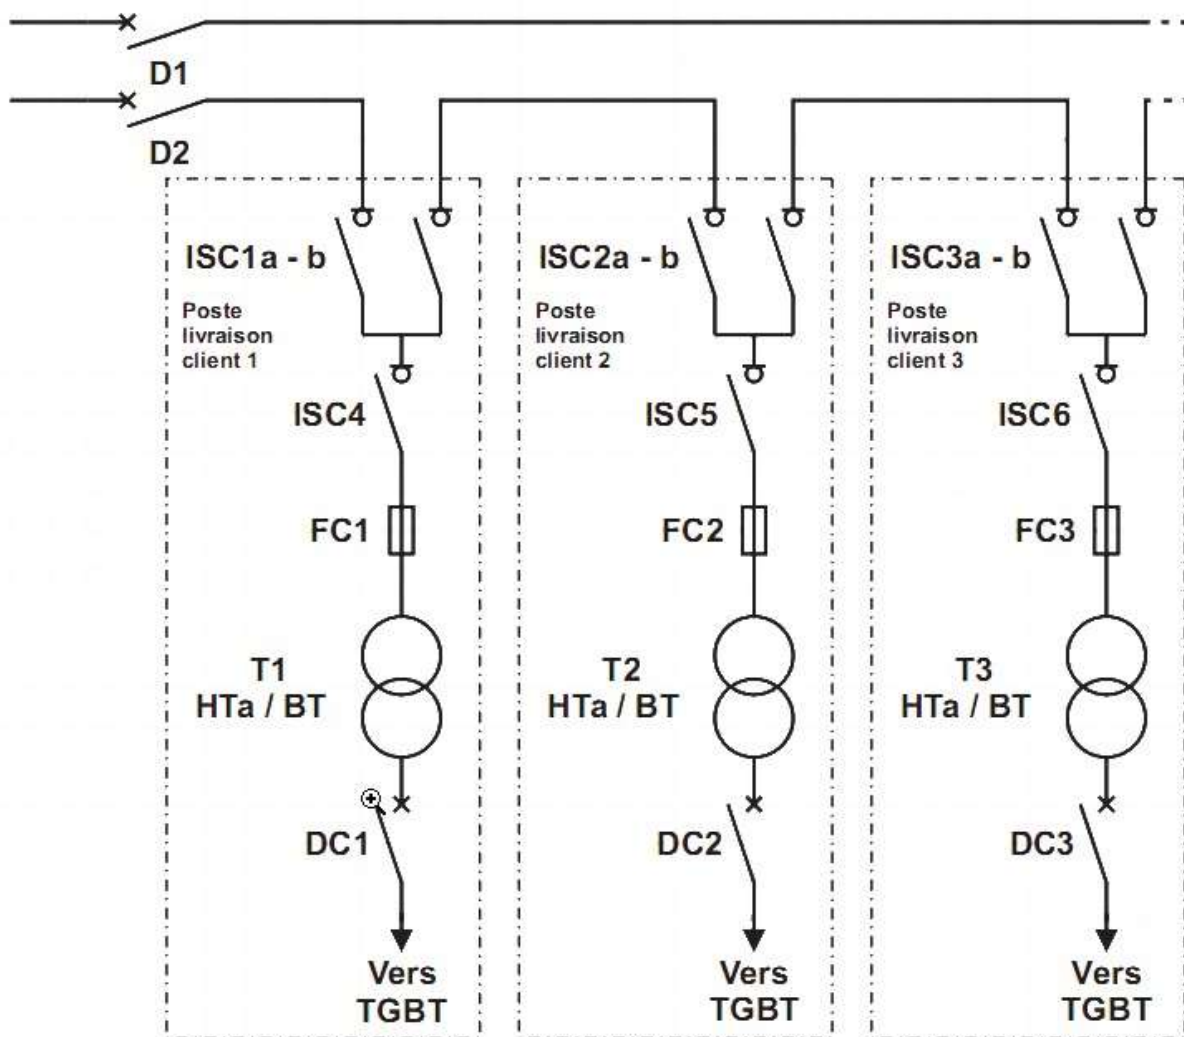 D1
D2
ISC1a - b
ISC2a - b
ISC3a - b
Poste
livraison
client 1
Poste
livraison
client 2
Poste
livraison
client 3
ISC4
ISC5
ISC6
FC1
FC2
FC3
T1
HTa / BT
T2
HTa / BT
T3
HTa / BT
DC1
DC2
DC3
Vers
TGBT
Vers
TGBT
Vers
TGBT